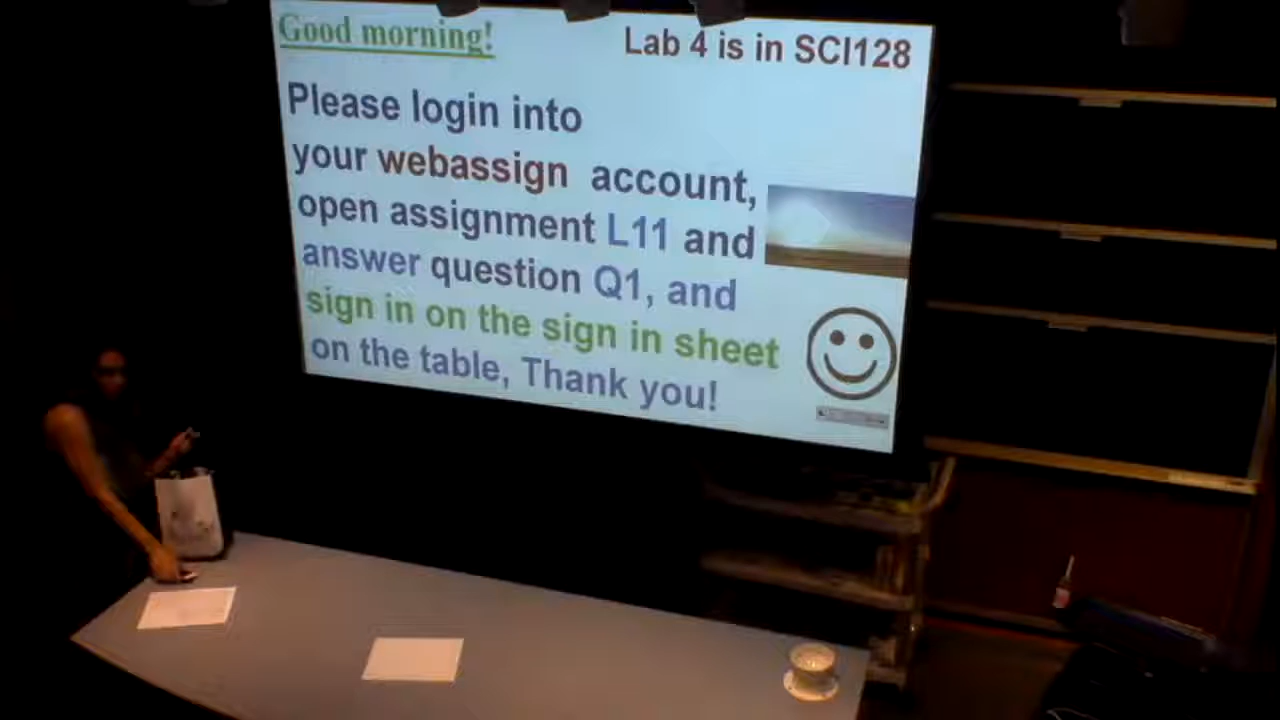 Good morning!
Lab 4 is in SCI128
Please login into
your webassign account,
open assignment L11 and
answer question Q1, and
sign in on the sign in sheet
on the table, Thank you!